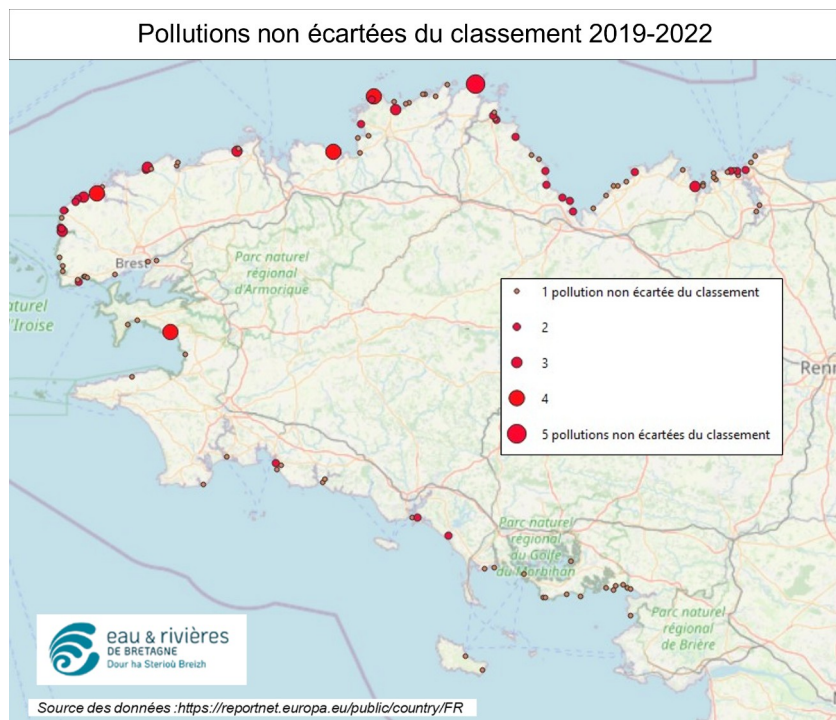 Pollutions non écartées du classement 2019-2022
Brest
Parc naturel
régional
d'Armorique
aturel
d'Iroise
1 pollution non écartée du classement
2
3
4
5 pollutions non écartées du classement
Renn
Parc naturel
régional
du Golfe
du Morbihan
Parc naturel
régional
de Brière
eau & rivières
DE BRETAGNE
Dour ha Sterioù Breizh
Source des données :https://reportnet.europa.eu/public/country/FR